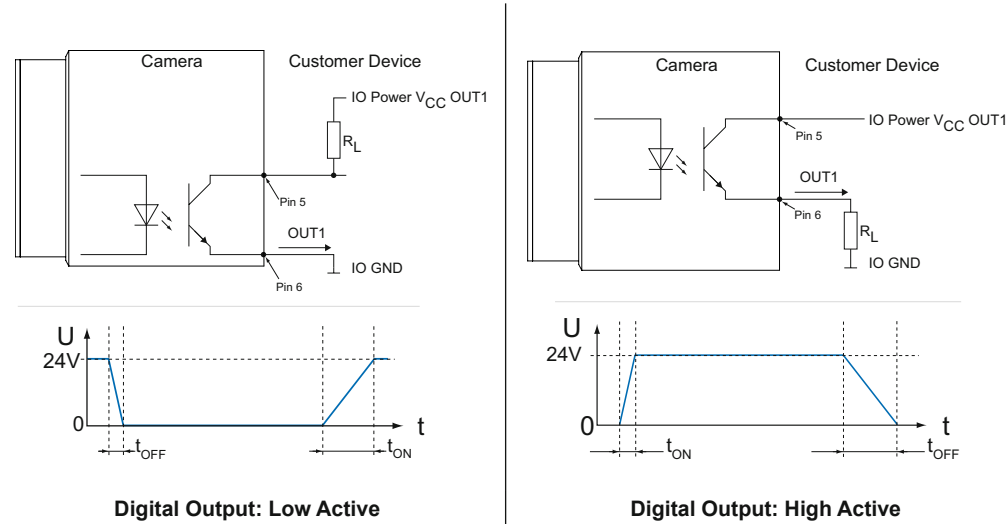 Camera
Customer Device
IO Power VCC OUT1
RL
Pin 5
OUT1
IO GND
Pin 6
U
24V
0
t
tOFF
tON
Digital Output: Low Active
Camera
Customer Device
IO Power VCC OUT1
Pin 5
OUT1
Pin 6
RL
IO GND
U
24V
0
t
tON
tOFF
Digital Output: High Active